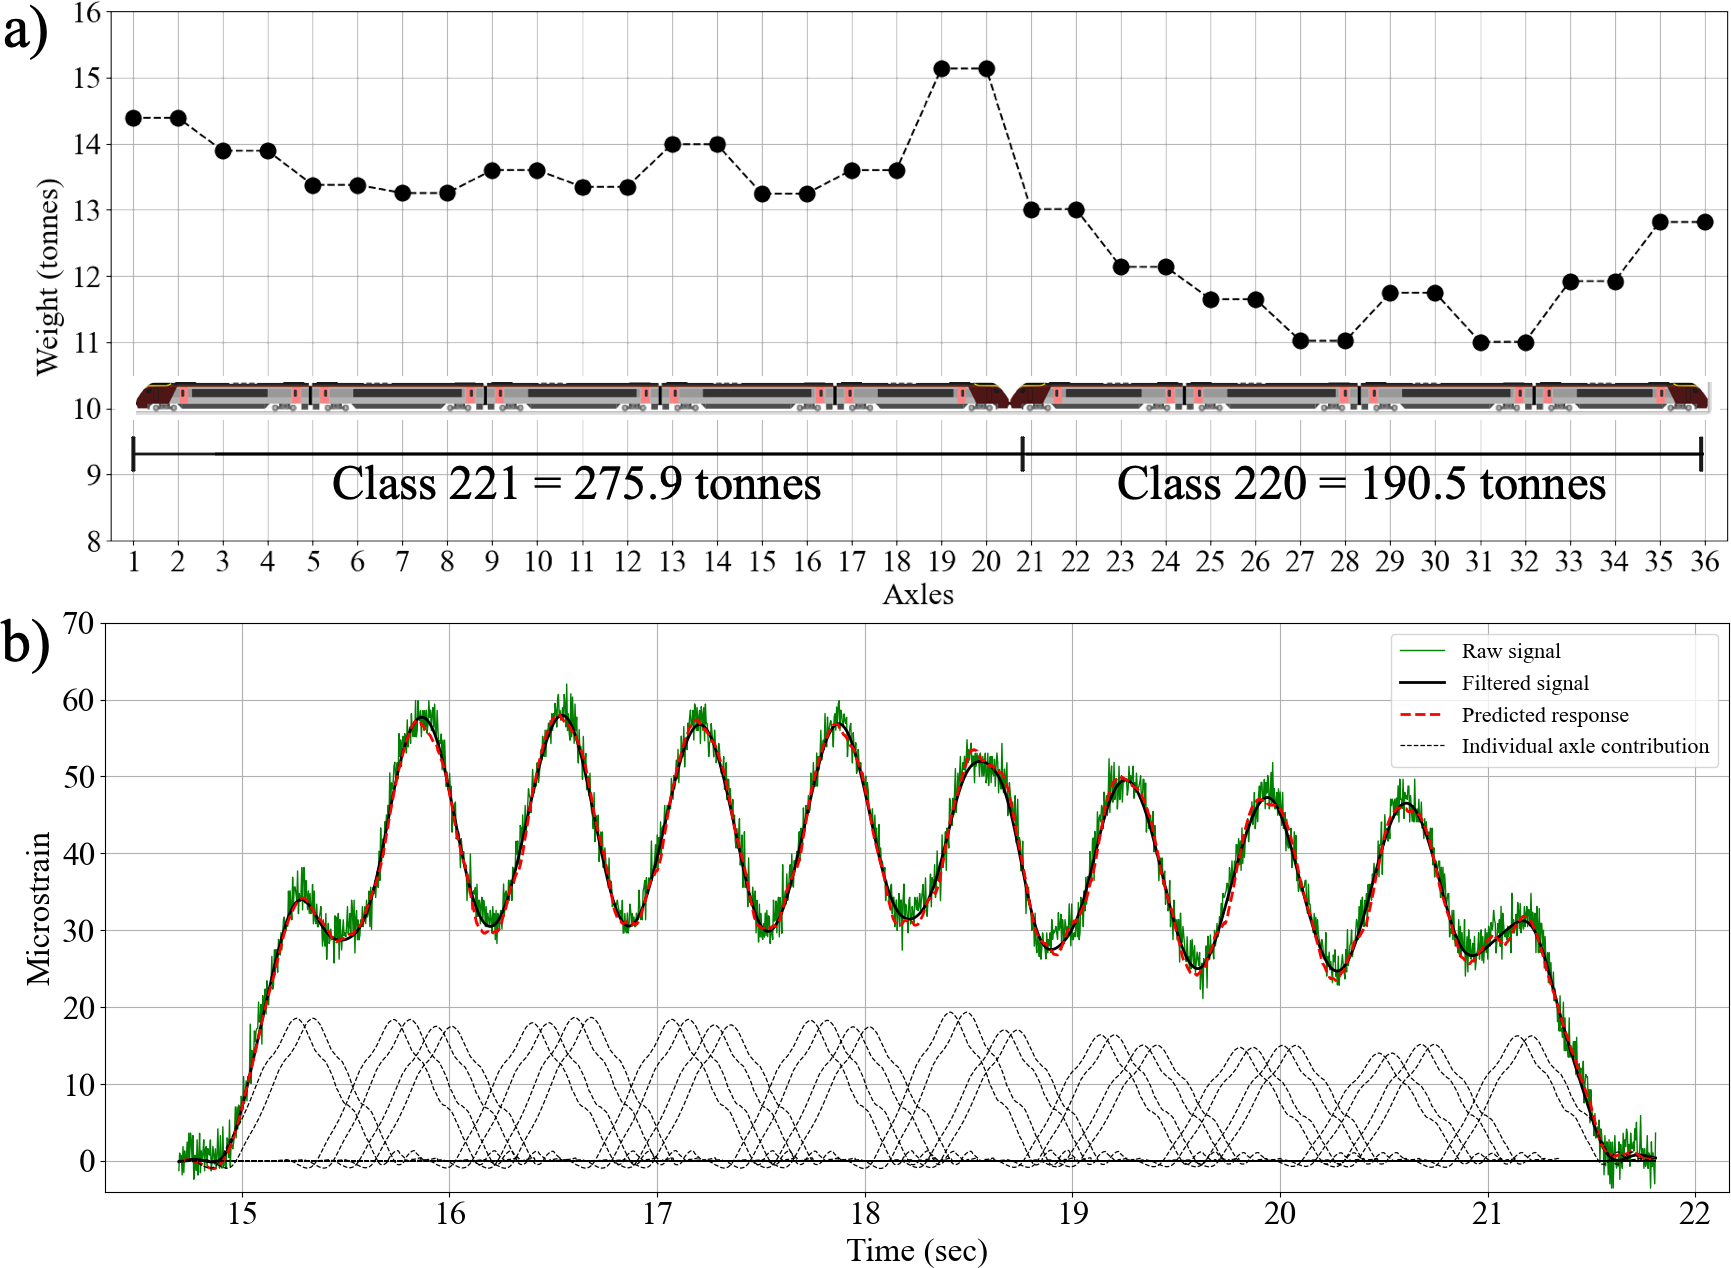 a)
16
15
14
13
12
11
10
9
8
Weight (tonnes)
Class 221 = 275.9 tonnes
Class 220 = 190.5 tonnes
1 2 3 4 5 6 7 8 9 10 11 12 13 14 15 16 17 18 19 20 21 22 23 24 25 26 27 28 29 30 31 32 33 34 35 36
Axles
b)
70
60
50
40
30
20
10
0
Microstrain
Raw signal
Filtered signal
Predicted response
Individual axle contribution
15 16 17 18 19 20 21 22
Time (sec)